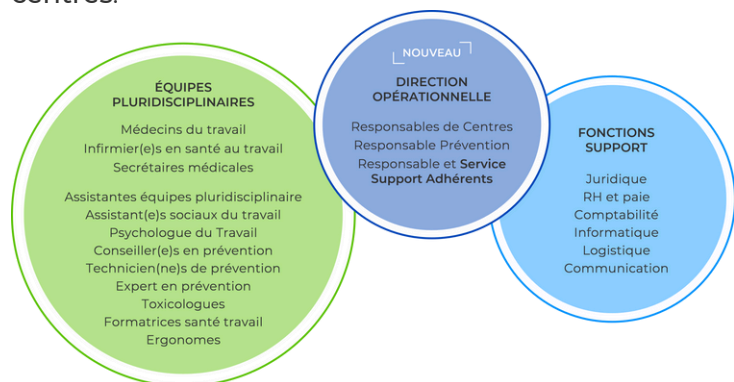 centres.
ÉQUIPES
PLURIDISCIPLINAIRES
Médecins du travail
Infirmier(e)s en santé au travail
Secrétaires médicales
Assistantes équipes pluridisciplinaire
Assistant(e)s sociaux du travail
Psychologue du Travail
Conseiller(e)s en prévention
Technicien(ne)s de prévention
Expert en prévention
Toxicologues
Formatrices santé travail
Ergonomes
NOUVEAU
DIRECTION
OPÉRATIONNELLE
Responsables de Centres
Responsable Prévention
Responsable et Service
Support Adhérents
FONCTIONS
SUPPORT
Juridique
RH et paie
Comptabilité
Informatique
Logistique
Communication